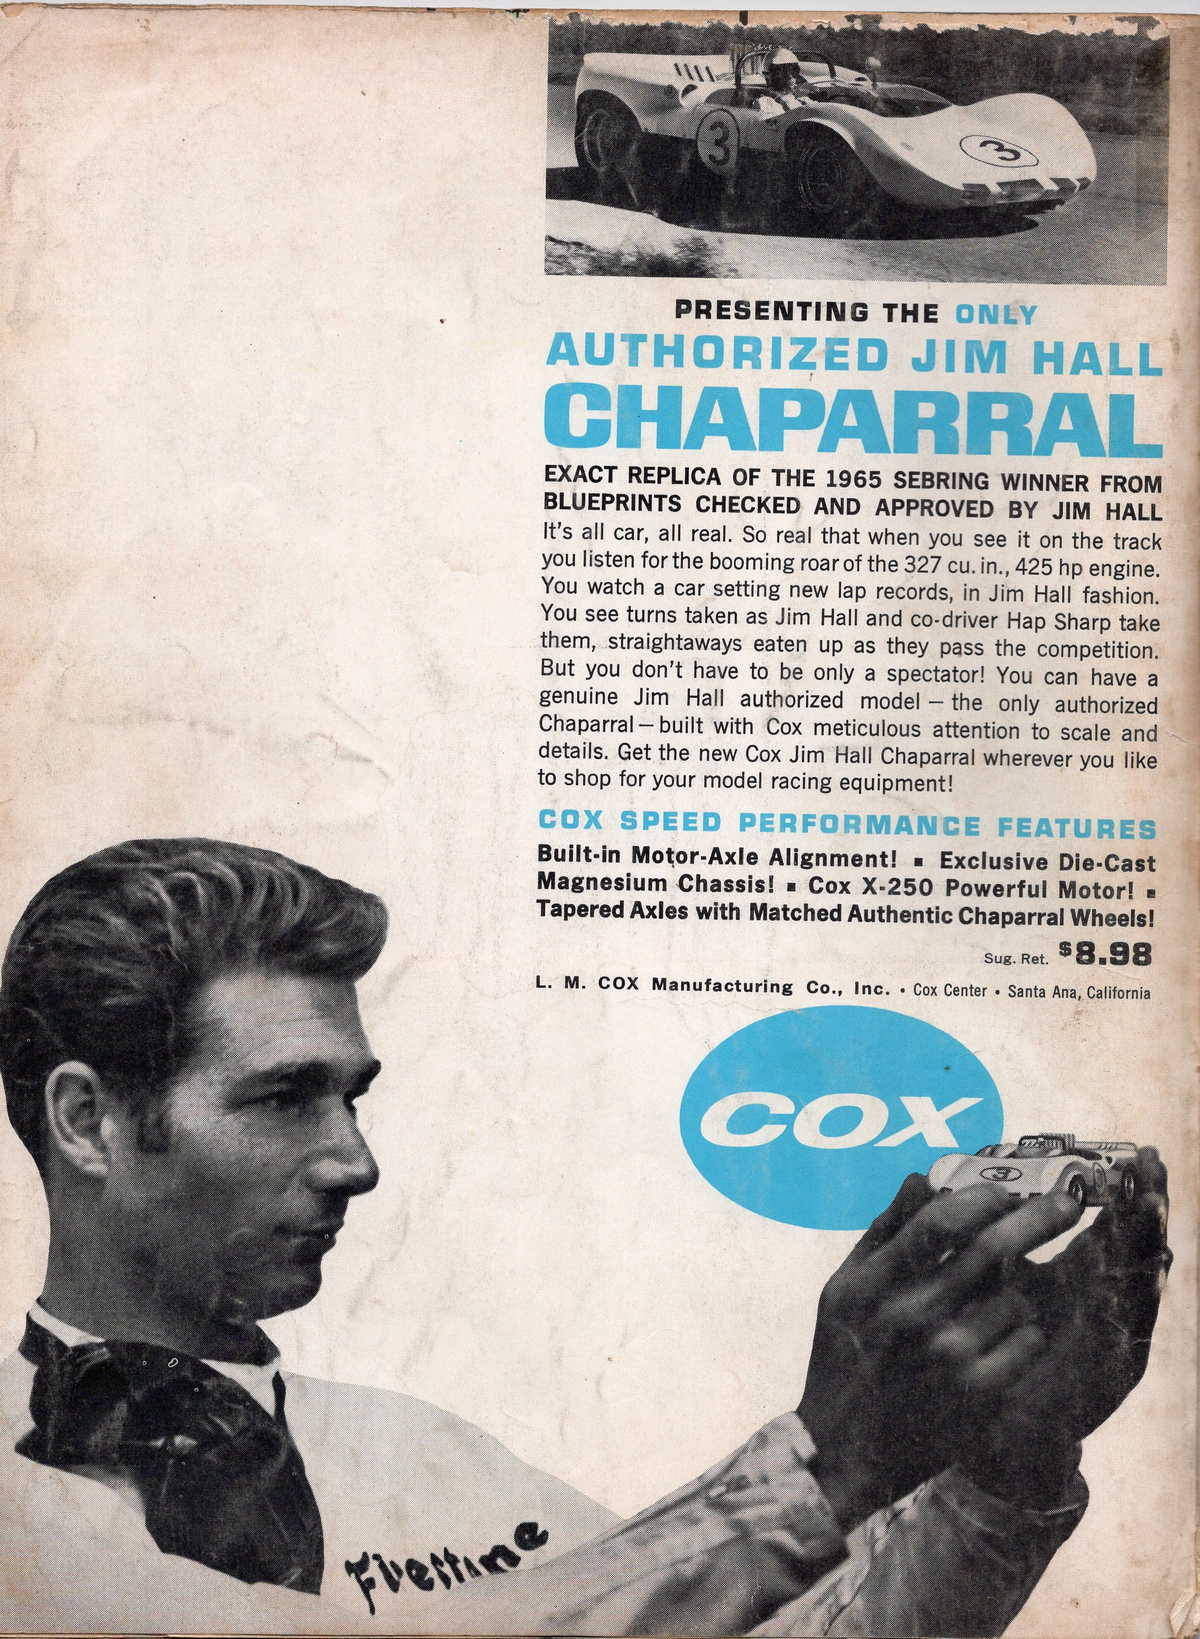 3
3
PRESENTING THE ONLY
AUTHORIZED JIM HALL
CHAPARRAL
EXACT REPLICA OF THE 1965 SEBRING WINNER FROM
BLUEPRINTS CHECKED AND APPROVED BY JIM HALL
It's all car, all real. So real that when you see it on the track
you listen for the booming roar of the 327 cu. in., 425 hp engine.
You watch a car setting new lap records, in Jim Hall fashion.
You see turns taken as Jim Hall and co-driver Hap Sharp take
them, straightaways eaten up as they pass the competition.
But you don't have to be only a spectator! You can have a
genuine Jim Hall authorized model — the only authorized
Chaparral — built with Cox meticulous attention to scale and
details. Get the new Cox Jim Hall Chaparral wherever you like
to shop for your model racing equipment!
COX SPEED PERFORMANCE FEATURES
Built-in Motor-Axle Alignment! ▪ Exclusive Die-Cast
Magnesium Chassis! ▪ Cox X-250 Powerful Motor! ▪
Tapered Axles with Matched Authentic Chaparral Wheels!
Sug. Ret. $8.98
L. M. COX Manufacturing Co., Inc. • Cox Center • Santa Ana, California
COX
3